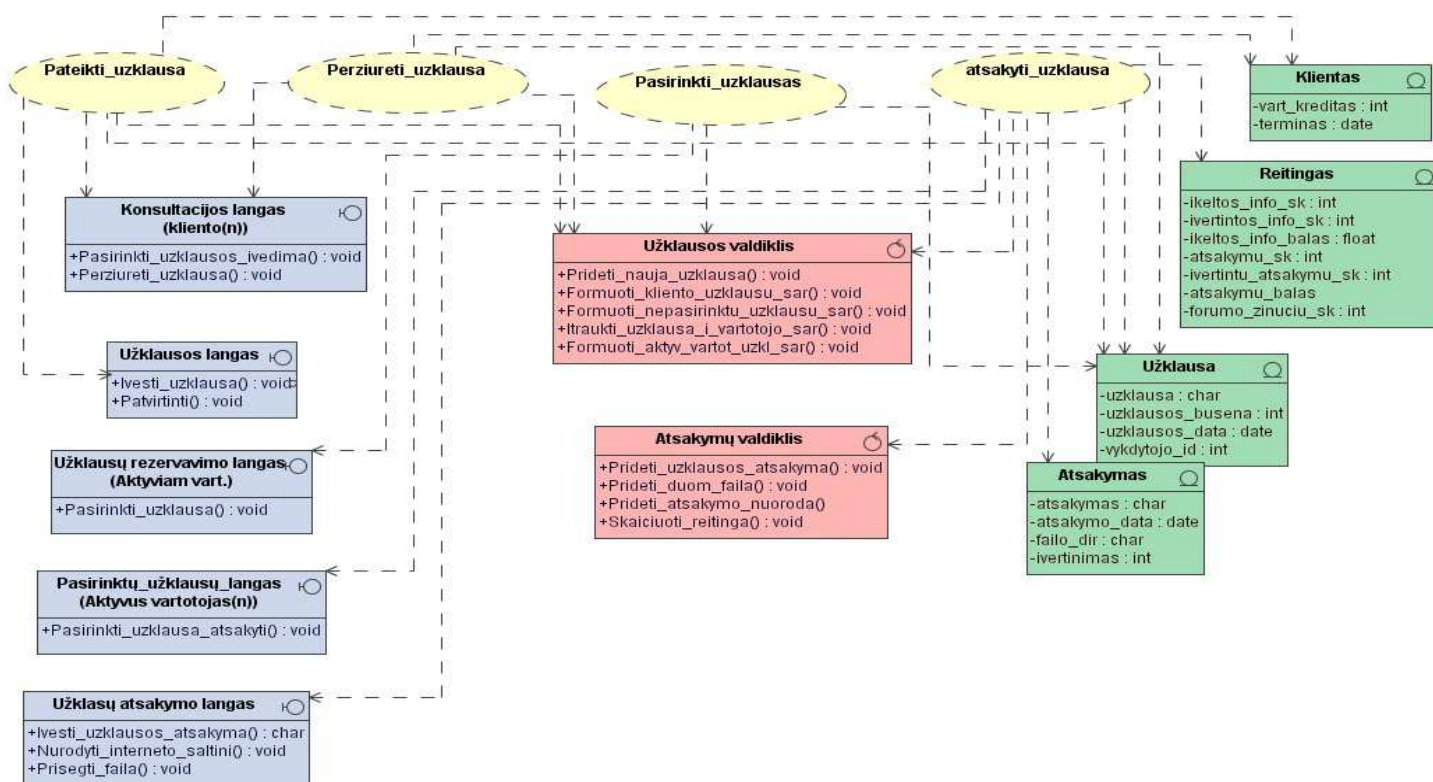 Pateikti_uzklausa
Perziureti_uzklausa
Pasirinkti_uzklausas
atsakyti_uzklausa
Klientas
-vart_kreditas : int
-terminas : date
Reitingas
-ikeltos_info_sk : int
-ivertintos_info_sk : int
-ikeltos_info_balas : float
-atsakymu_sk : int
-ivertintu_atsakymu_sk : int
-atsakymu_balas
-forumo_zinuciu_sk : int
Konsultacijos langas
(kliento(n))
+Pasirinkti_uzklausos_ivedima() : void
+Perziureti_uzklausa() : void
Užklausos valdiklis
+Prideti_nauja_uzklausa() : void
+Formuoti_kliento_uzklausu_sar() : void
+Formuoti_nepasirinktu_uzklausu_sar() : void
+Itraukti_uzklausa_i_vartotojo_sar() : void
+Formuoti_aktyv_vartot_uzkl_sar() : void
Užklausos langas
+Ivesti_uzklausa() : void
+Patvirtinti() : void
Užklausa
-uzklausa : char
-uzklausos_busena : int
-uzklausos_data : date
-vykdytojo_id : int
Užklausų rezervavimo langas
(Aktyviam vart.)
+Pasirinkti_uzklausa() : void
Atsakymų valdiklis
+Prideti_uzklausos_atsakyma() : void
+Prideti_duom_faila() : void
+Prideti_atsakymo_nuoroda()
+Skaiciuoti_reitinga() : void
Atsakymas
-atsakymas : char
-atsakymo_data : date
-failo_dir : char
-ivertinimas : int
Pasirinktų_užklausų_langas
(Aktyvus vartotojas(n))
+Pasirinkti_uzklausa_atsakyti() : void
Užklasų atsakymo langas
+Ivesti_uzklausos_atsakyma() : char
+Nurodyti_interneto_saltini() : void
+Prisegti_faila() : void